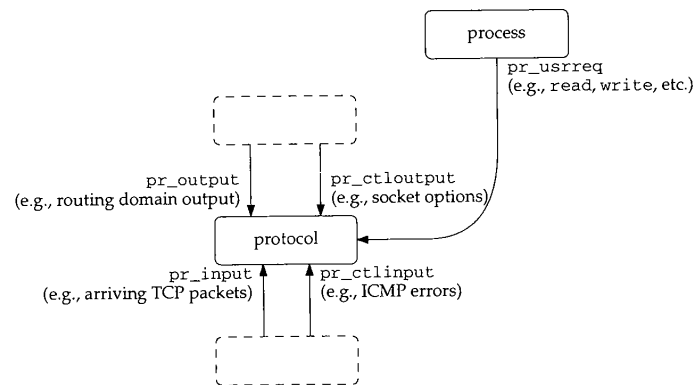 process
pr_usrreq
(e.g., read, write, etc.)
pr_output
(e.g., routing domain output)
pr_ctloutput
(e.g., socket options)
protocol
pr_input
(e.g., arriving TCP packets)
pr_ctlinput
(e.g., ICMP errors)